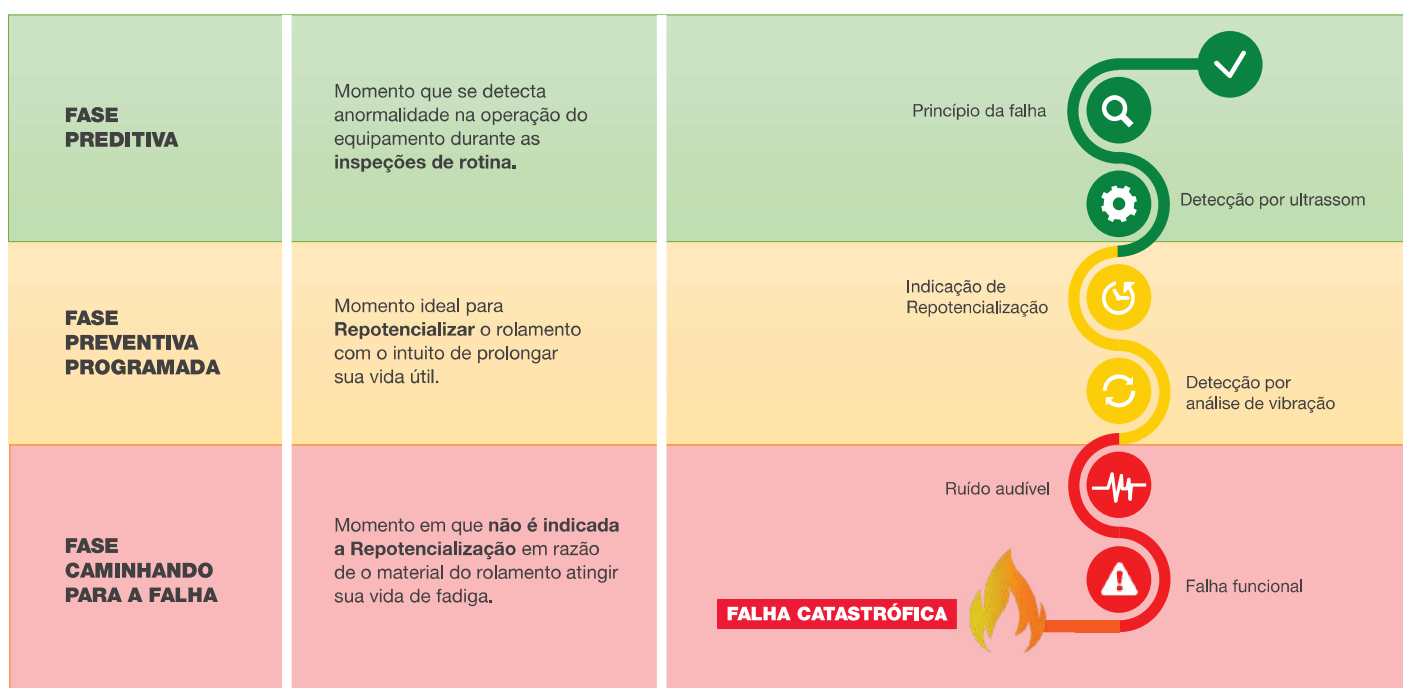 FASE
PREDITIVA
Momento que se detecta
anormalidade na operação do
equipamento durante as
inspeções de rotina.
Princípio da falha
Detecção por ultrassom
FASE
PREVENTIVA
PROGRAMADA
Momento ideal para
Repotencializar o rolamento
com o intuito de prolongar
sua vida útil.
Indicação de
Repotencialização
Detecção por
análise de vibração
FASE
CAMINHANDO
PARA A FALHA
Momento em que não é indicada
a Repotencialização em razão
de o material do rolamento atingir
sua vida de fadiga.
Ruído audível
Falha funcional
FALHA CATASTRÓFICA